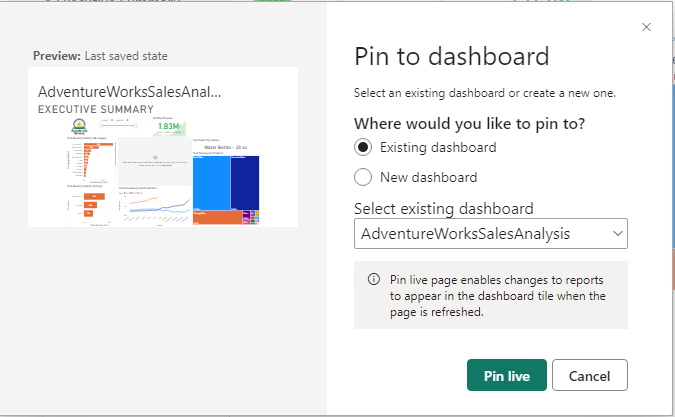 Preview: Last saved state
AdventureWorksSalesAnal...
EXECUTIVE SUMMARY
1.83M
Water Bottle - 30 oz.
Pin to dashboard
Select an existing dashboard or create a new one.
Where would you like to pin to?
Existing dashboard
New dashboard
Select existing dashboard
AdventureWorksSalesAnalysis
Pin live page enables changes to reports
to appear in the dashboard tile when the
page is refreshed.
Pin live
Cancel